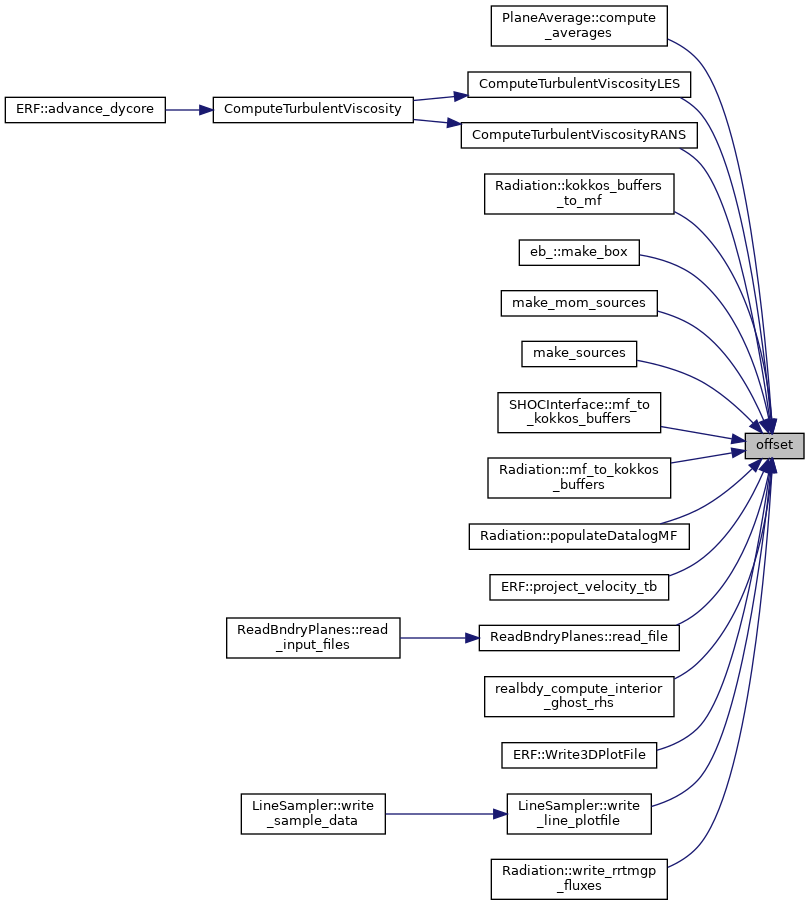 PlaneAverage::compute
_averages
ComputeTurbulentViscosityLES
ERF::advance_dycore
ComputeTurbulentViscosity
ComputeTurbulentViscosityRANS
Radiation::kokkos_buffers
_to_mf
eb_::make_box
make_mom_sources
make_sources
SHOCInterface::mf_to
_kokkos_buffers
offset
Radiation::mf_to_kokkos
_buffers
Radiation::populateDatalogMF
ERF::project_velocity_tb
ReadBndryPlanes::read
_input_files
ReadBndryPlanes::read_file
realbdy_compute_interior
_ghost_rhs
ERF::Write3DPlotFile
LineSampler::write
_sample_data
LineSampler::write
_line_plotfile
Radiation::write_rrtmgp
_fluxes